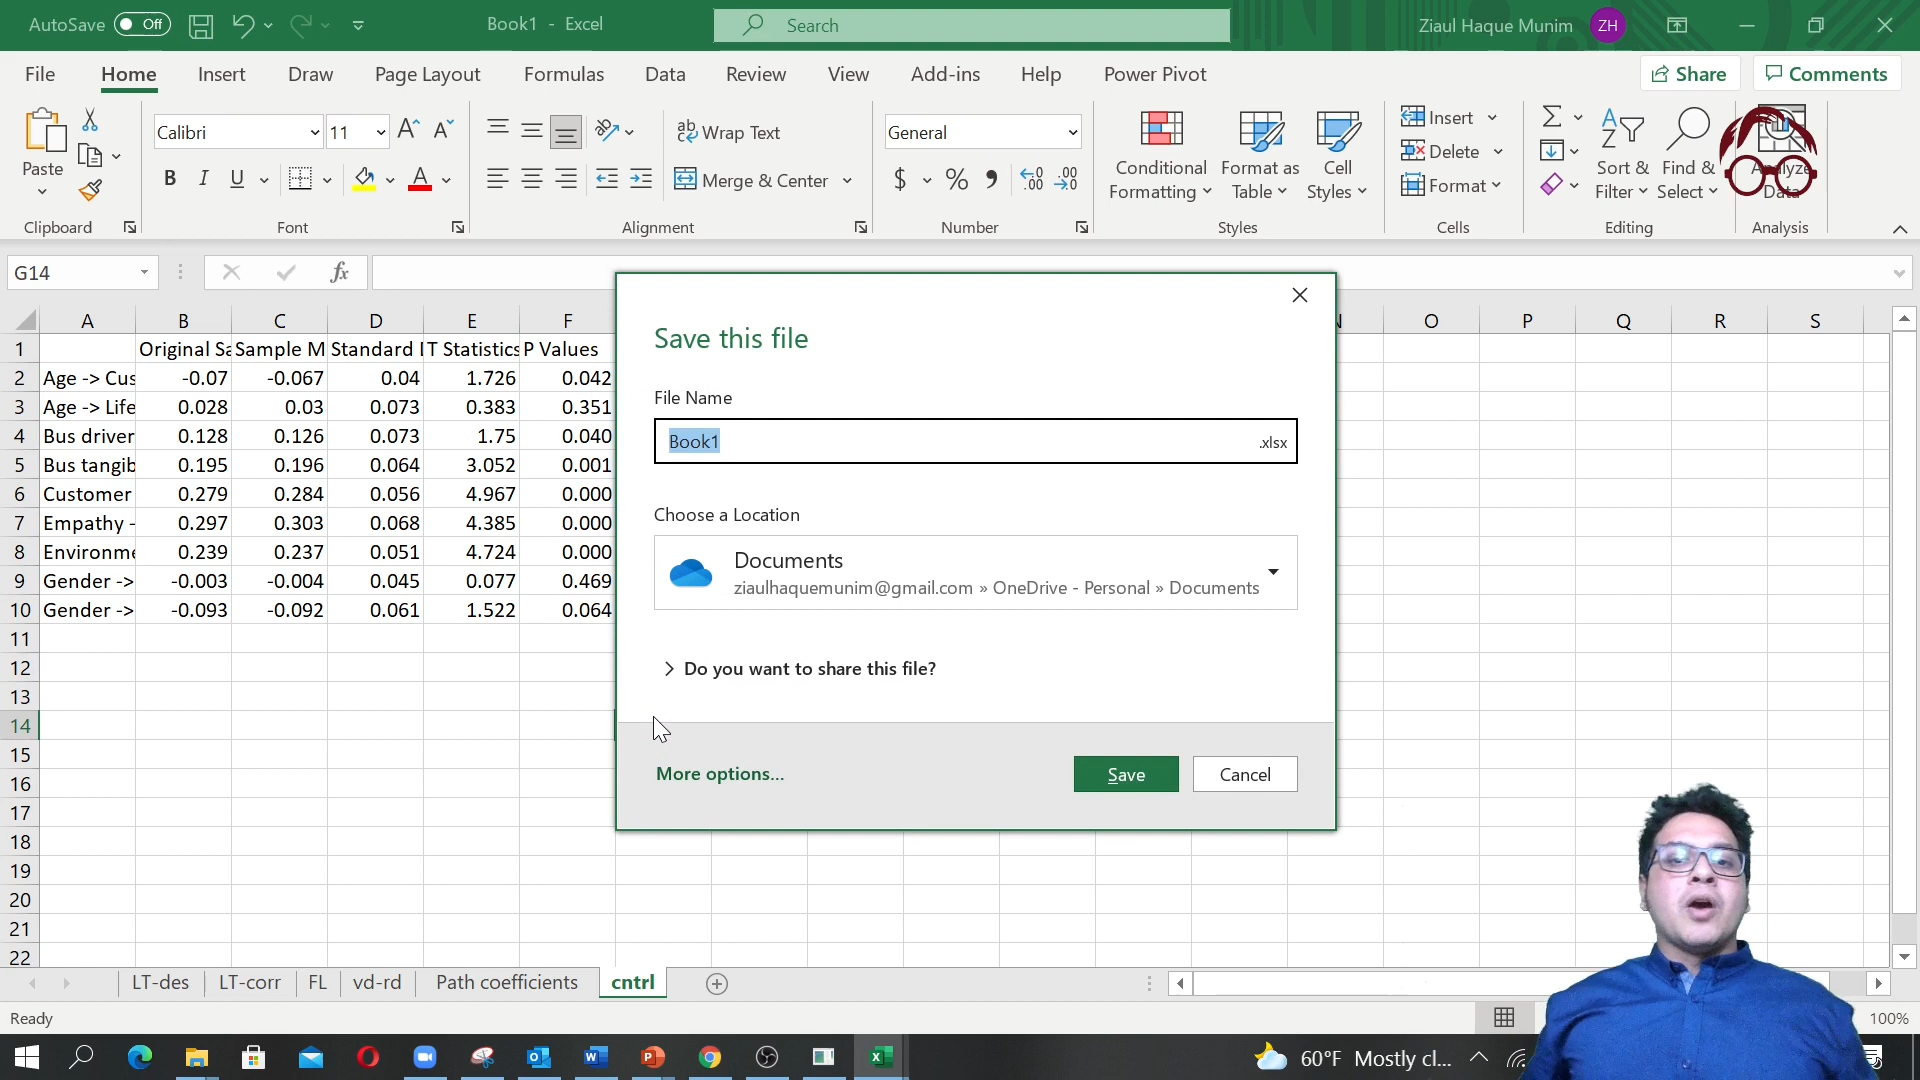 AutoSave Off Book1 - Excel Search Ziaul Haque Munim ZH
File Home Insert Draw Page Layout Formulas Data Review View Add-ins Help Power Pivot Share Comments
Calibri 11 ab Wrap Text General Insert
Paste Conditional Format as Cell Delete Sort & Find & Analyze
B I U A Merge & Center $ % Formatting Table Styles Format Filter Select Data
Clipboard Font Alignment Number Styles Cells Editing Analysis
G14 fx
A B C D E F O P Q R S
1 Original Sa Sample M Standard T Statistics P Values
2 Age -> Cus -0.07 -0.067 0.04 1.726 0.042
3 Age -> Life 0.028 0.03 0.073 0.383 0.351
4 Bus driver 0.128 0.126 0.073 1.75 0.040
5 Bus tangib 0.195 0.196 0.064 3.052 0.001
6 Customer 0.279 0.284 0.056 4.967 0.000
7 Empathy - 0.297 0.303 0.068 4.385 0.000
8 Environme 0.239 0.237 0.051 4.724 0.000
9 Gender -> -0.003 -0.004 0.045 0.077 0.469
10 Gender -> -0.093 -0.092 0.061 1.522 0.064
11
12
13
14
15
16
17
18
19
20
21
22
Save this file
File Name
Book1 .xlsx
Choose a Location
Documents
ziaulhaquemunim@gmail.com » OneDrive - Personal » Documents
Do you want to share this file?
More options... Save Cancel
LT-des LT-corr FL vd-rd Path coefficients cntrl
Ready 100%
60°F Mostly cl...